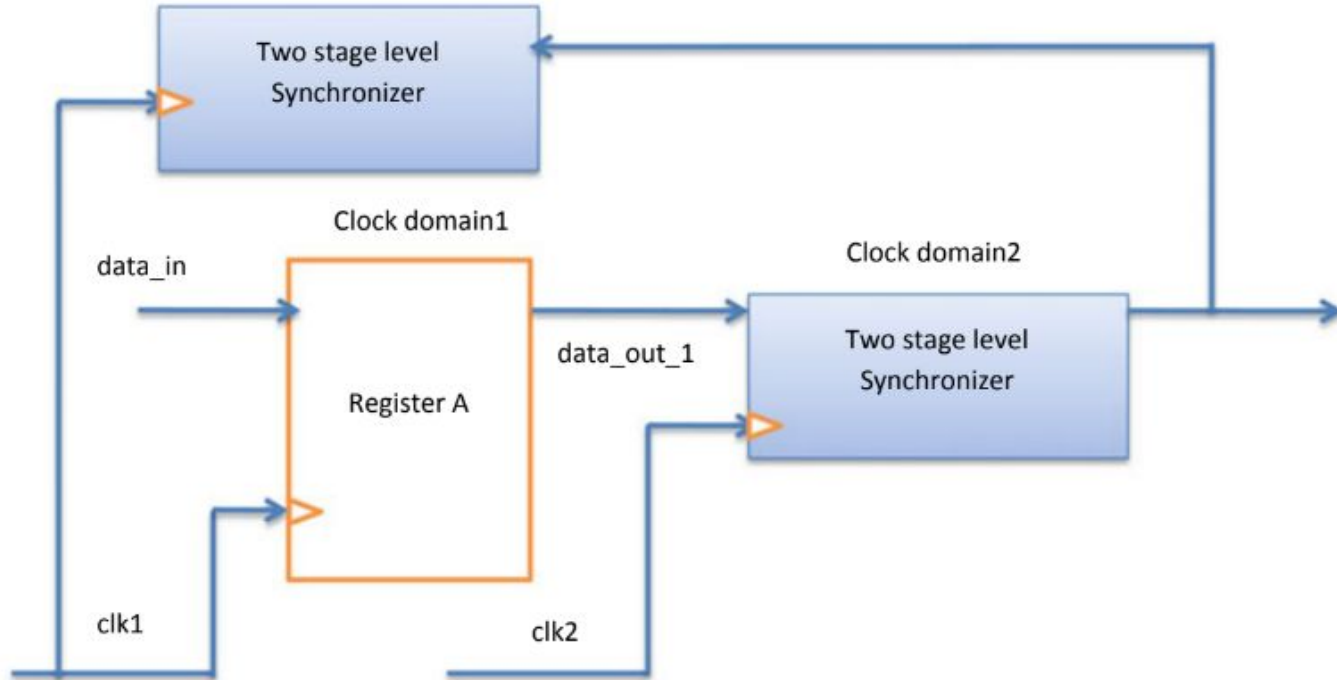 Two stage level
Synchronizer
Clock domain1
data_in
Clock domain2
Two stage level
Synchronizer
data_out_1
Register A
clk1
clk2